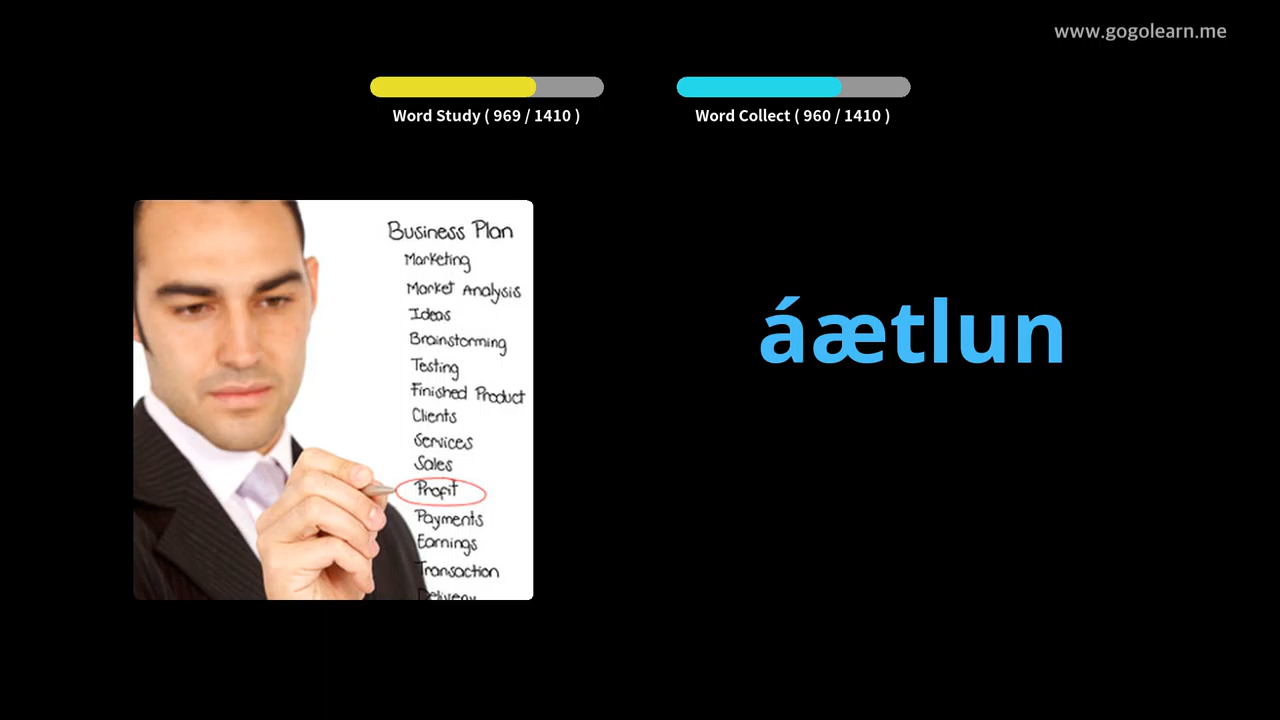 www.gogolearn.me
Word Study ( 969 / 1410 )
Word Collect ( 960 / 1410 )
Business Plan
Marketing
Market Analysis
Ideas
Brainstorming
Testing
Finished Product
Clients
Services
Sales
Profit
Payments
Earnings
Transaction
Delivery
áætlun